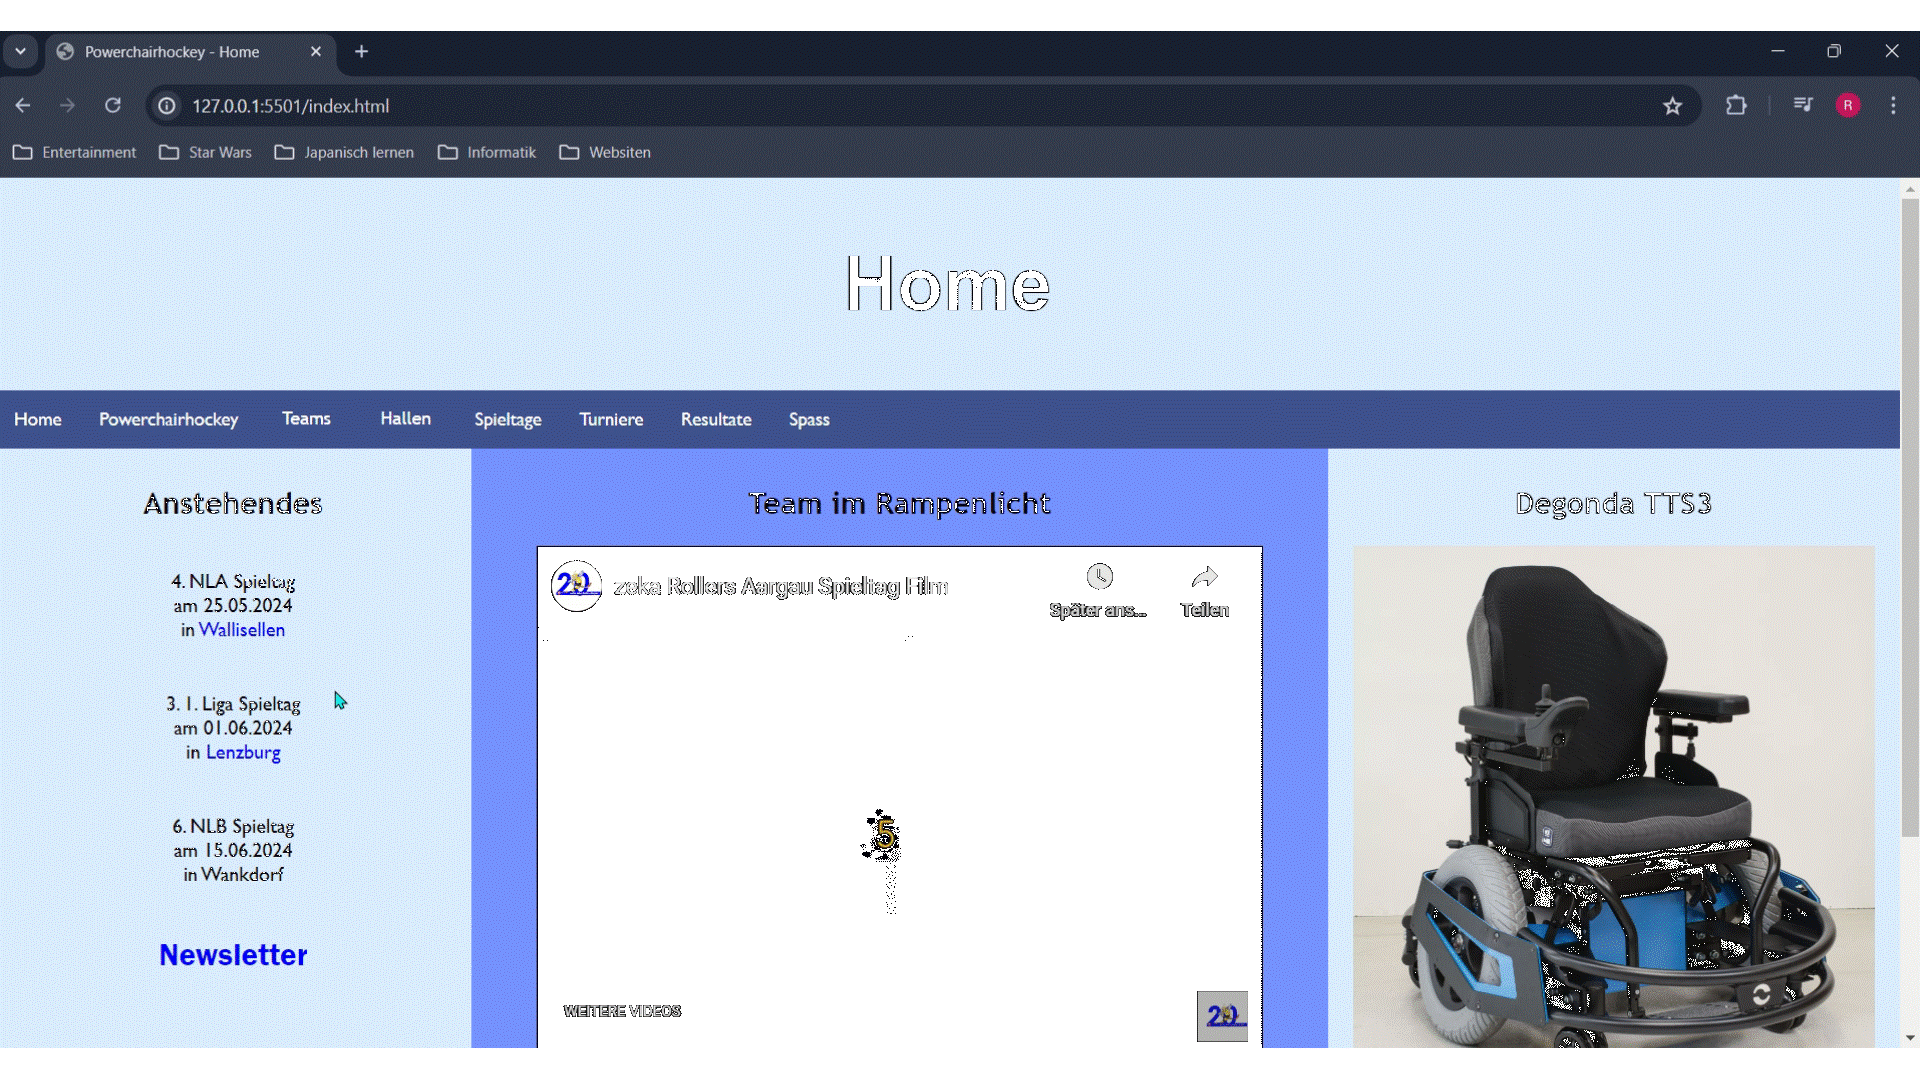 Powerchairhockey - Home
127.0.0.1:5501/index.html
R
Entertainment
Star Wars
Japanisch lernen
Informatik
Websiten
Home
Home
Powerchairhockey
Teams
Hallen
Spieltage
Turniere
Resultate
Spass
Anstehendes
4. NLA Spieltag
am 25.05.2024
in Wallisellen
3. 1. Liga Spieltag
am 01.06.2024
in Lenzburg
6. NLB Spieltag
am 15.06.2024
in Wankdorf
Newsletter
Team im Rampenlicht
20
zeka Rollers Aargau Spieltag Film
Später ans...
Teilen
5
WEITERE VIDEOS
20
Degonda TTS3